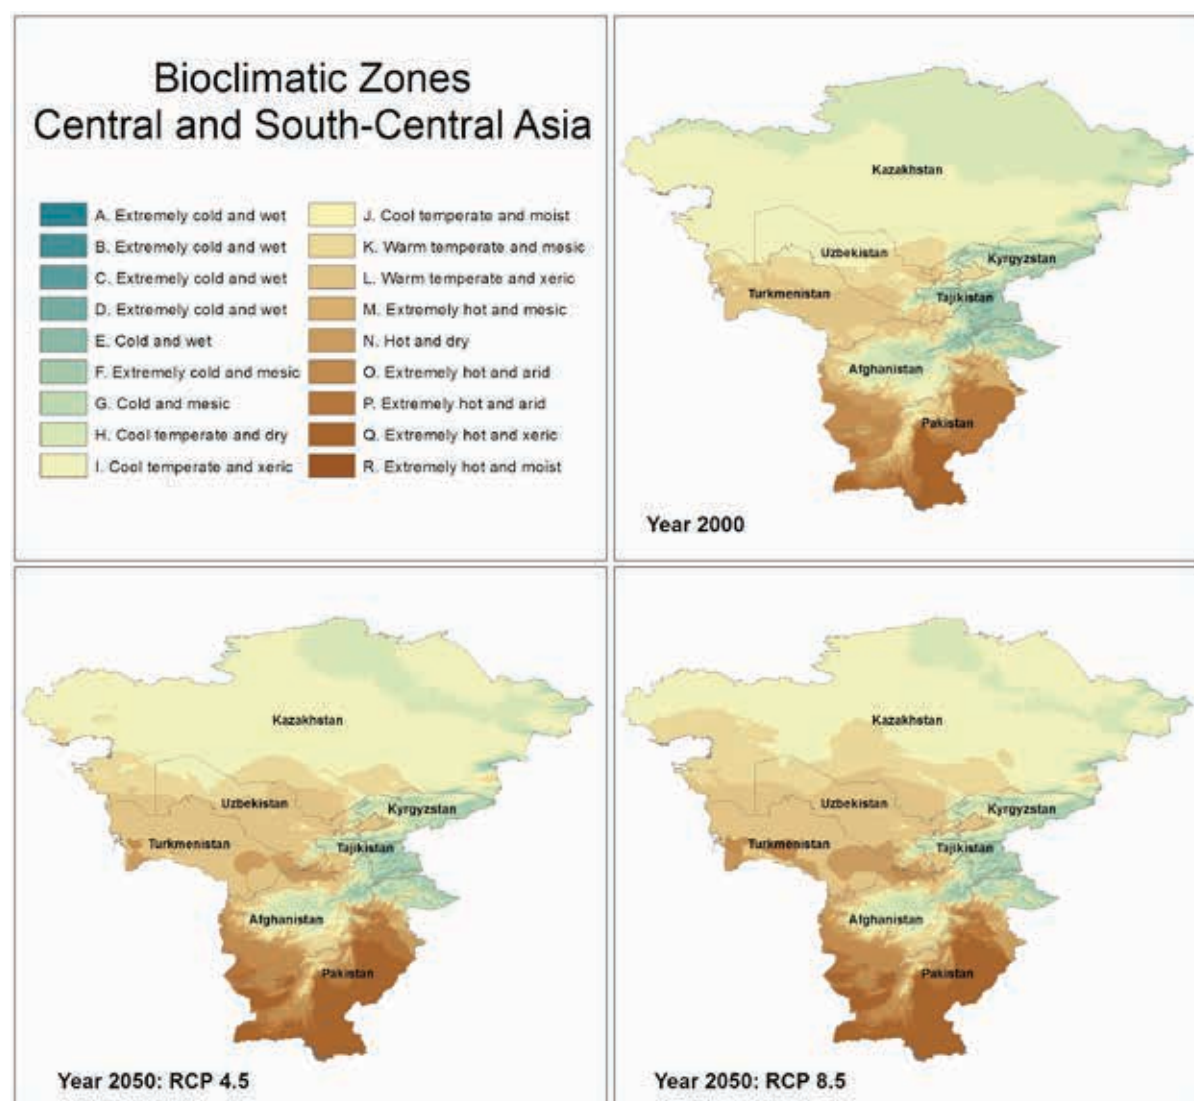 Bioclimatic Zones
Central and South-Central Asia
A. Extremely cold and wet
B. Extremely cold and wet
C. Extremely cold and wet
D. Extremely cold and wet
E. Cold and wet
F. Extremely cold and mesic
G. Cold and mesic
H. Cool temperate and dry
I. Cool temperate and xeric
J. Cool temperate and moist
K. Warm temperate and mesic
L. Warm temperate and xeric
M. Extremely hot and mesic
N. Hot and dry
O. Extremely hot and arid
P. Extremely hot and arid
Q. Extremely hot and xeric
R. Extremely hot and moist
Kazakhstan
Uzbekistan
Kyrgyzstan
Turkmenistan
Tajikistan
Afghanistan
Pakistan
Year 2000
Kazakhstan
Uzbekistan
Kyrgyzstan
Turkmenistan
Tajikistan
Afghanistan
Pakistan
Year 2050: RCP 4.5
Kazakhstan
Uzbekistan
Kyrgyzstan
Turkmenistan
Tajikistan
Afghanistan
Pakistan
Year 2050: RCP 8.5